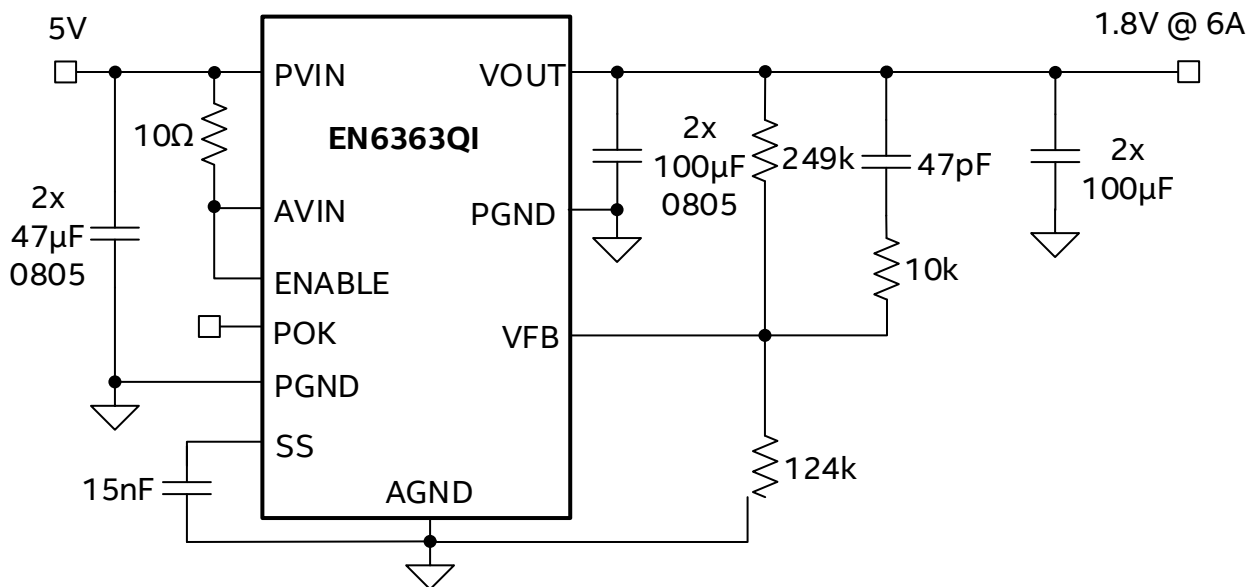 5V
1.8V @ 6A
PVIN
VOUT
10Ω
EN6363QI
2x
100µF
0805
249k
47pF
2x
100µF
2x
47µF
0805
AVIN
PGND
ENABLE
10k
POK
VFB
PGND
SS
15nF
AGND
124k